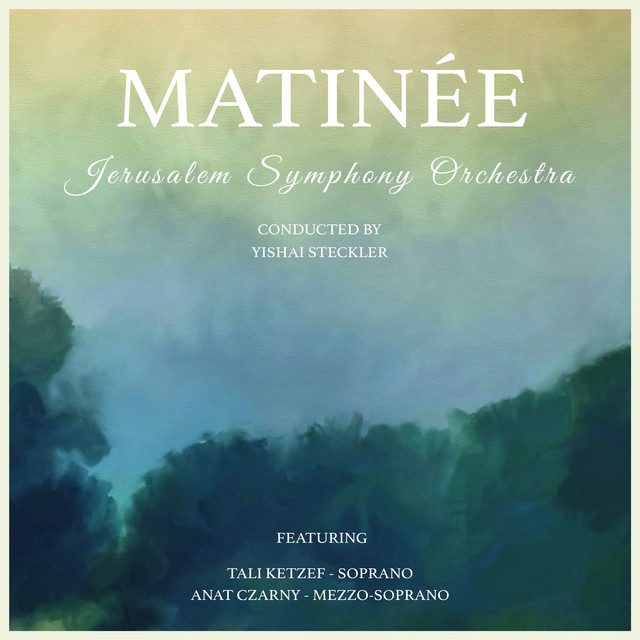 MATINÉE
Jerusalem Symphony Orchestra
CONDUCTED BY
YISHAI STECKLER
FEATURING
TALI KETZEF - SOPRANO
ANAT CZARNY - MEZZO-SOPRANO